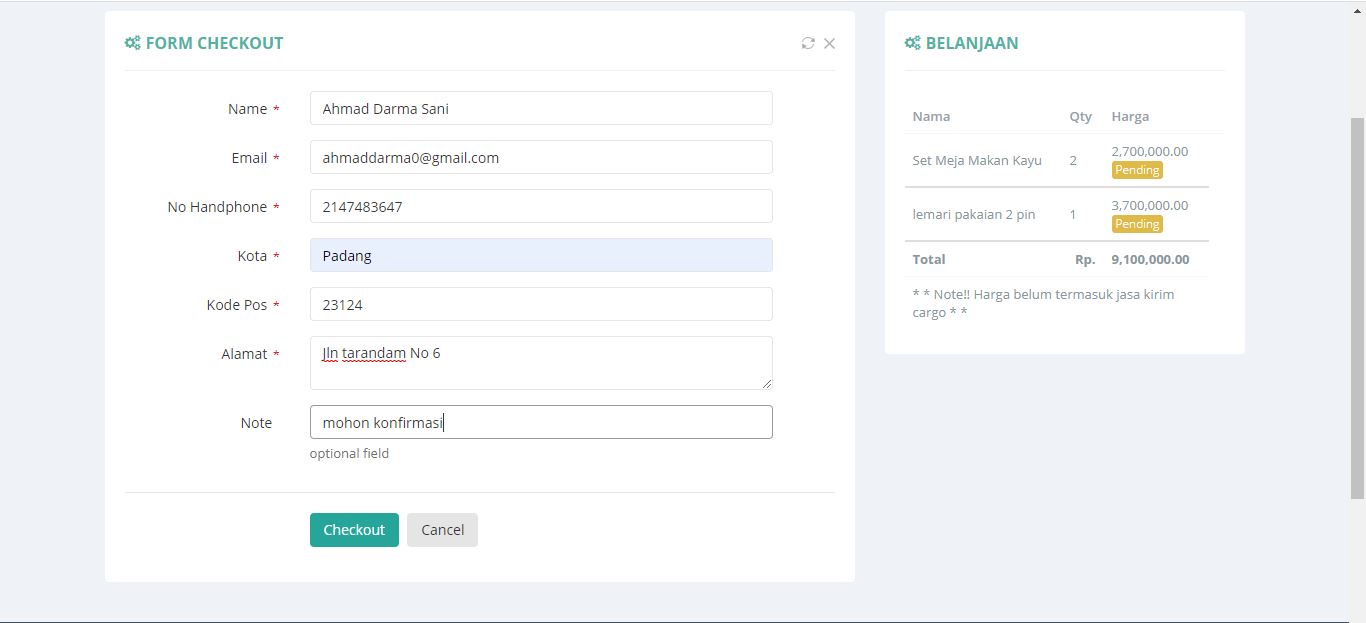 FORM CHECKOUT
Name *
Ahmad Darma Sani
Email *
ahmaddarma0@gmail.com
No Handphone *
2147483647
Kota *
Padang
Kode Pos *
23124
Alamat *
Jln tarandam No 6
Note
mohon konfirmasi
optional field
Checkout Cancel
BELANJAAN
Nama Qty Harga
Set Meja Makan Kayu 2 2,700,000.00
Pending
lemari pakaian 2 pin 1 3,700,000.00
Pending
Total Rp. 9,100,000.00
* * Note!! Harga belum termasuk jasa kirim
cargo * *